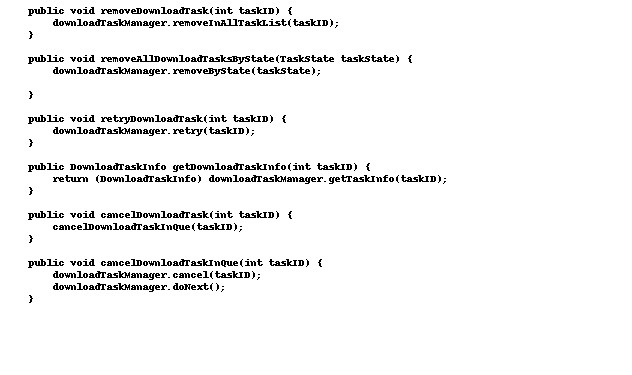 public void removeDownloadTask(int taskID) {
    downloadTaskManager.removeInAllTaskList(taskID);
}

public void removeAllDownloadTasksByState(TaskState taskState) {
    downloadTaskManager.removeByState(taskState);

}

public void retryDownloadTask(int taskID) {
    downloadTaskManager.retry(taskID);
}

public DownloadTaskInfo getDownloadTaskInfo(int taskID) {
    return (DownloadTaskInfo) downloadTaskManager.getTaskInfo(taskID);
}

public void cancelDownloadTask(int taskID) {
    cancelDownloadTaskInQue(taskID);
}

public void cancelDownloadTaskInQue(int taskID) {
    downloadTaskManager.cancel(taskID);
    downloadTaskManager.doNext();
}